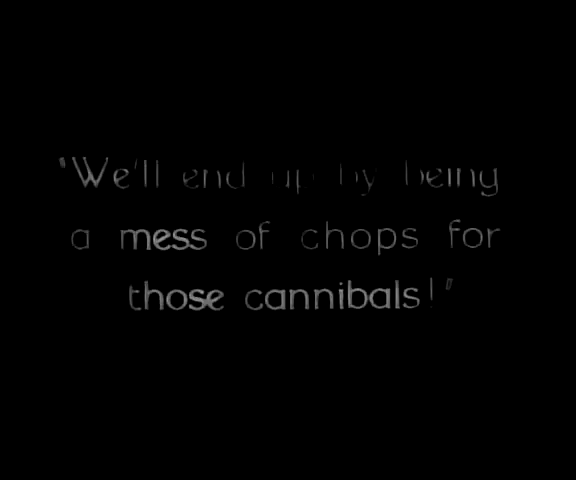 "We'll end up by being
a mess of chops for
those cannibals!"